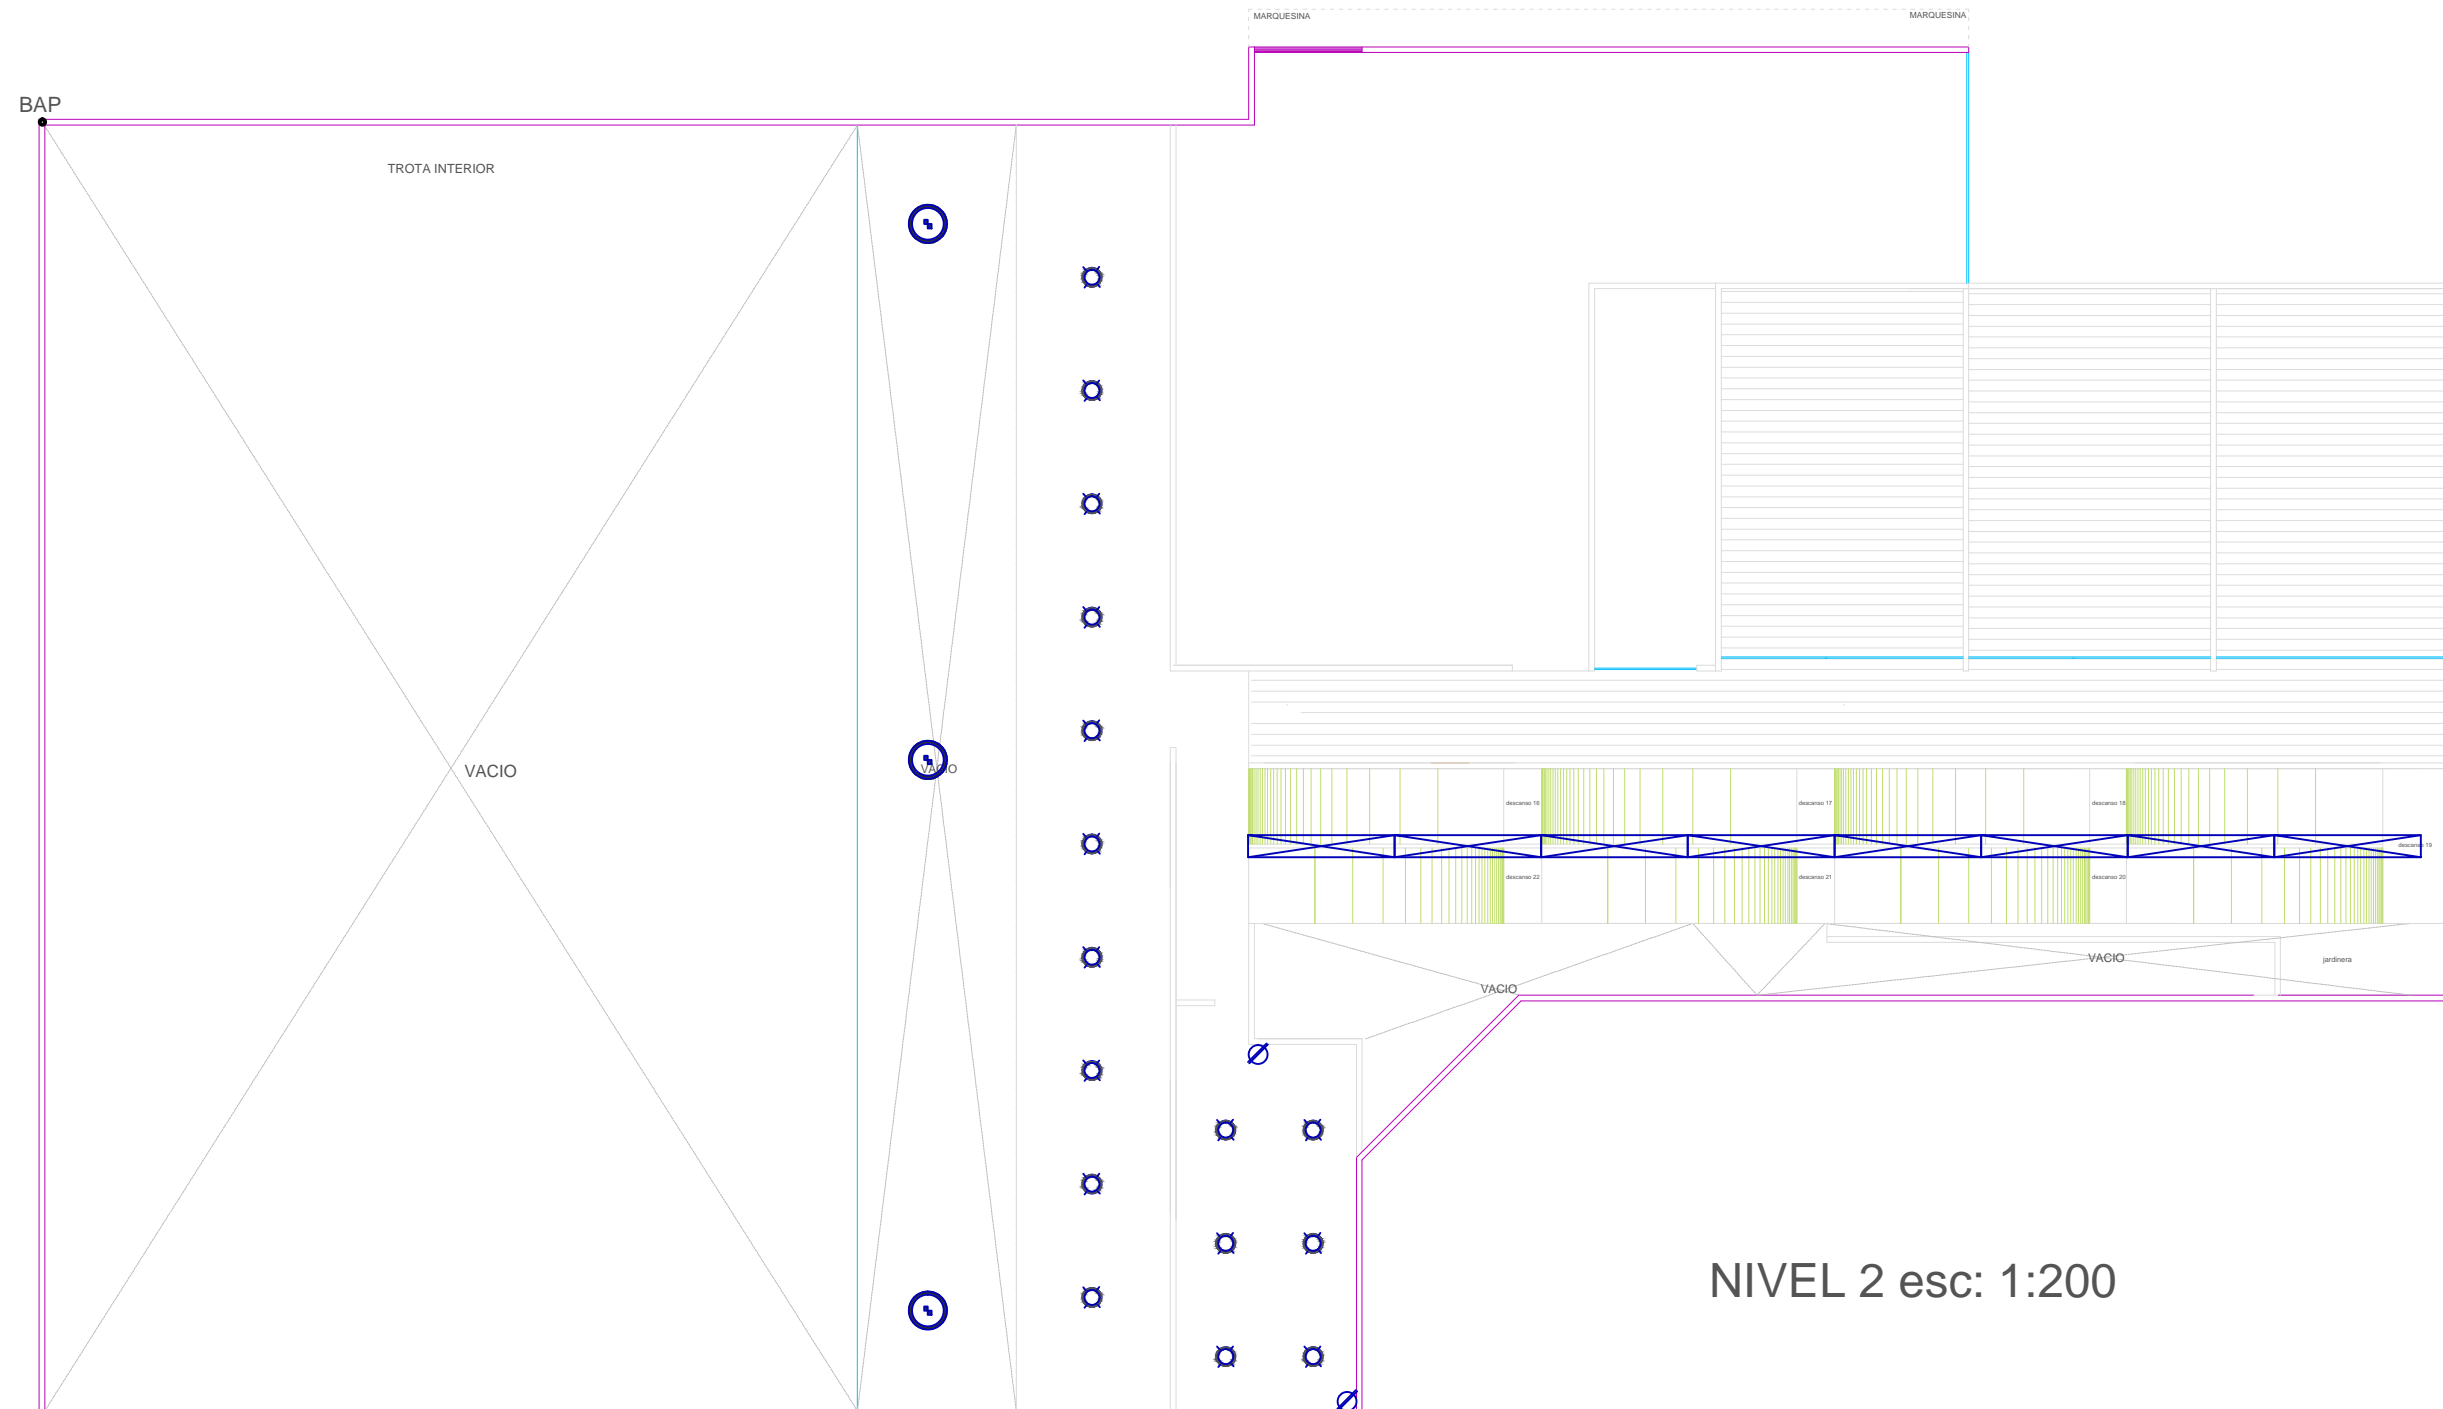 MARQUESINA
MARQUESINA
BAP
TROTA INTERIOR
VACIO
VACIO
descanso 16
descanso 17
descanso 18
descanso 19
descanso 22
descanso 21
descanso 20
VACIO
jardinera
VACIO
NIVEL 2 esc: 1:200